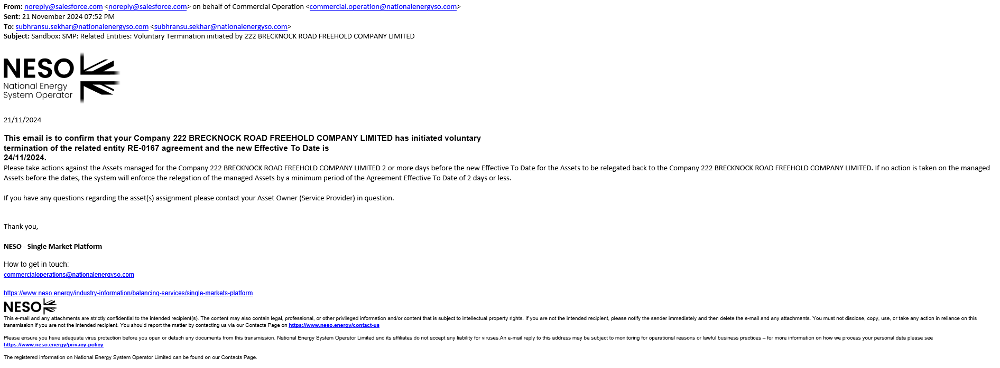 From: noreply@salesforce.com <noreply@salesforce.com> on behalf of Commercial Operation <commercial.operation@nationalenergyso.com>
Sent: 21 November 2024 07:52 PM
To: subhransu.sekhar@nationalenergyso.com <subhransu.sekhar@nationalenergyso.com>
Subject: Sandbox: SMP: Related Entities: Voluntary Termination initiated by 222 BRECKNOCK ROAD FREEHOLD COMPANY LIMITED
NESO
National Energy
System Operator
21/11/2024
This email is to confirm that your Company 222 BRECKNOCK ROAD FREEHOLD COMPANY LIMITED has initiated voluntary
termination of the related entity RE-0167 agreement and the new Effective To Date is
24/11/2024.
Please take actions against the Assets managed for the Company 222 BRECKNOCK ROAD FREEHOLD COMPANY LIMITED 2 or more days before the new Effective To Date for the Assets to be relegated back to the Company 222 BRECKNOCK ROAD FREEHOLD COMPANY LIMITED. If no action is taken on the managed
Assets before the dates, the system will enforce the relegation of the managed Assets by a minimum period of the Agreement Effective To Date of 2 days or less.
If you have any questions regarding the asset(s) assignment please contact your Asset Owner (Service Provider) in question.
Thank you,
NESO - Single Market Platform
How to get in touch:
commercialoperations@nationalenergyso.com
https://www.neso.energy/industry-information/balancing-services/single-markets-platform
NESO
This e-mail and any attachments are strictly confidential to the intended recipient(s). The content may also contain legal, professional, or other privileged information and/or content that is subject to intellectual property rights. If you are not the intended recipient, please notify the sender immediately and then delete the e-mail and any attachments. You must not disclose, copy, use, or take any action in reliance on this
transmission if you are not the intended recipient. You should report the matter by contacting us via our Contacts Page on https://www.neso.energy/contact-us
Please ensure you have adequate virus protection before you open or detach any documents from this transmission. National Energy System Operator Limited and its affiliates do not accept any liability for viruses.An e-mail reply to this address may be subject to monitoring for operational reasons or lawful business practices – for more information on how we process your personal data please see
https://www.neso.energy/privacy-policy
The registered information on National Energy System Operator Limited can be found on our Contacts Page.